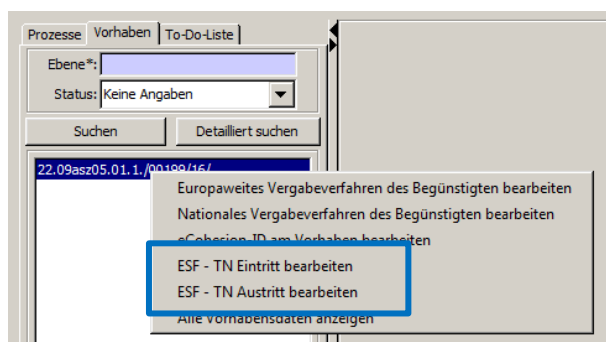 Prozesse Vorhaben To-Do-Liste
Ebene*:
Status: Keine Angaben
Suchen Detailliert suchen
22.09asz05.01.1./00199/16/
Europaweites Vergabeverfahren des Begünstigten bearbeiten
Nationales Vergabeverfahren des Begünstigten bearbeiten
eCohesion-ID am Vorhaben bearbeiten
ESF - TN Eintritt bearbeiten
ESF - TN Austritt bearbeiten
Alle Vorhabensdaten anzeigen